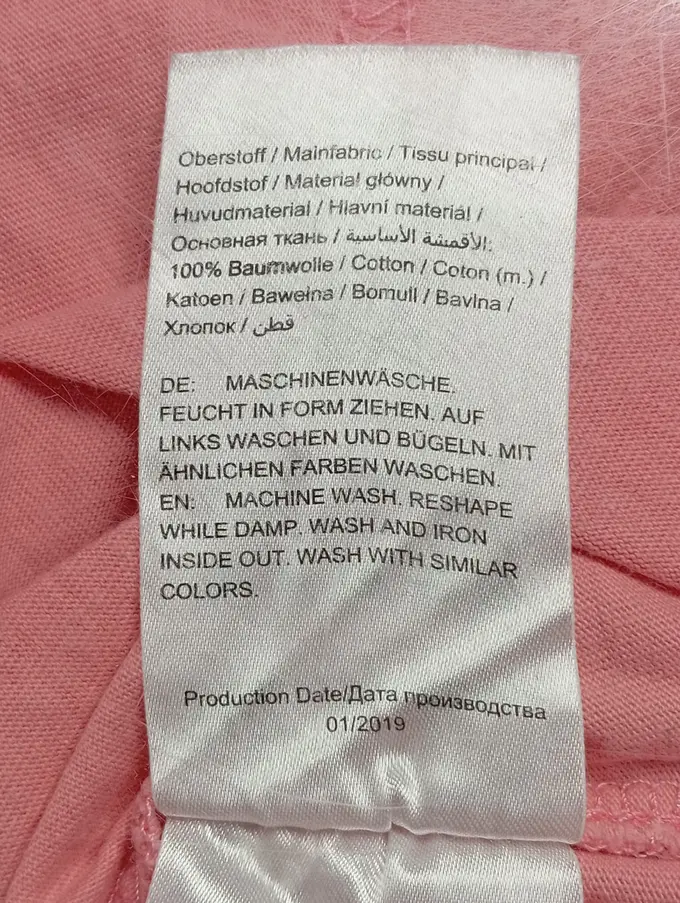 Oberstoff / Mainfabric / Tissu principal /
Hoofdstof / Materiał główny /
Huvudmaterial / Hlavní materiál /
Основная ткань / الأقمشة الأساسية:
100% Baumwolle / Cotton / Coton (m.) /
Katoen / Bawełna / Bomull / Bavlna /
Хлопок / قطن
DE: MASCHINENWÄSCHE.
FEUCHT IN FORM ZIEHEN. AUF
LINKS WASCHEN UND BÜGELN. MIT
ÄHNLICHEN FARBEN WASCHEN.
EN: MACHINE WASH. RESHAPE
WHILE DAMP. WASH AND IRON
INSIDE OUT. WASH WITH SIMILAR
COLORS.
Production Date/Дата производства
01/2019